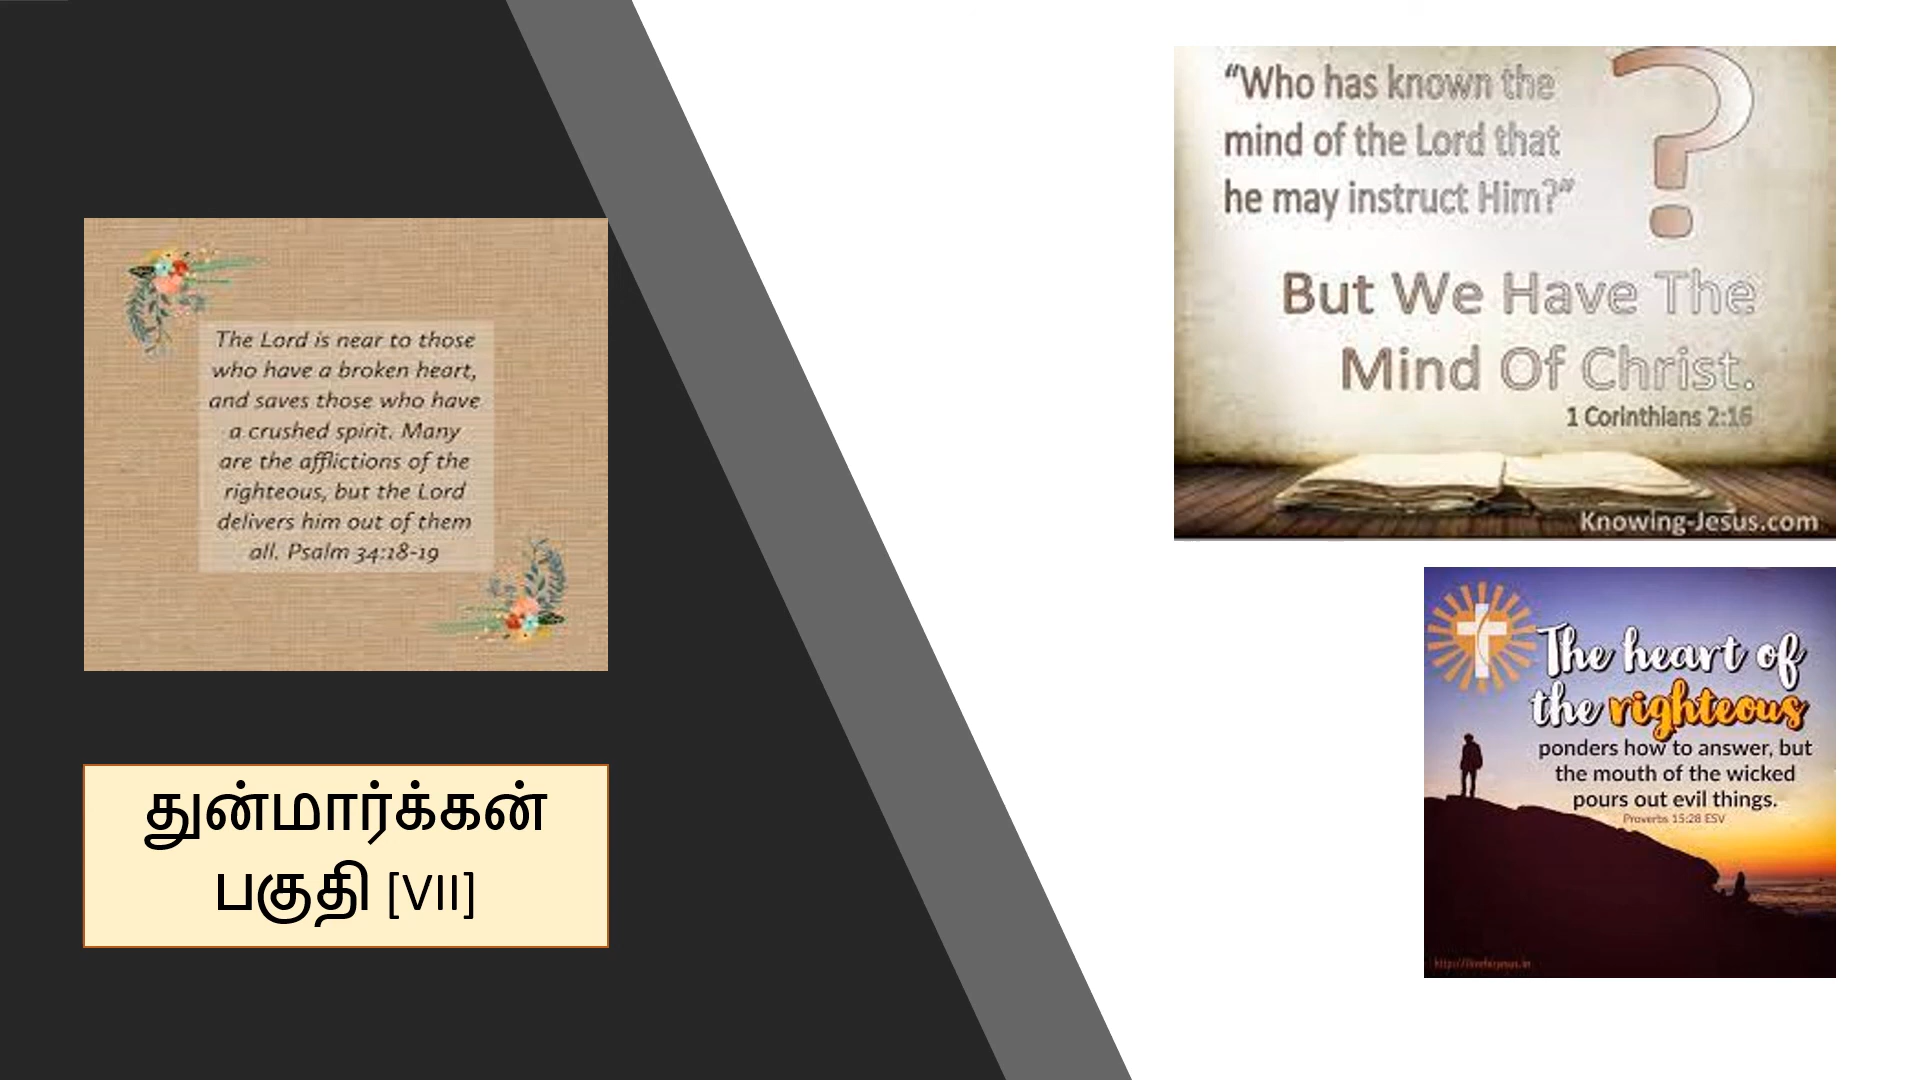 The Lord is near to those
who have a broken heart,
and saves those who have
a crushed spirit. Many
are the afflictions of the
righteous, but the Lord
delivers him out of them
all. Psalm 34:18-19
துன்மார்க்கன்
பகுதி [VII]
“Who has known the
mind of the Lord that
he may instruct Him?”
?
But We Have The
Mind Of Christ.
1 Corinthians 2:16
Knowing-Jesus.com
The heart of
the righteous
ponders how to answer, but
the mouth of the wicked
pours out evil things.
Proverbs 15:28 ESV